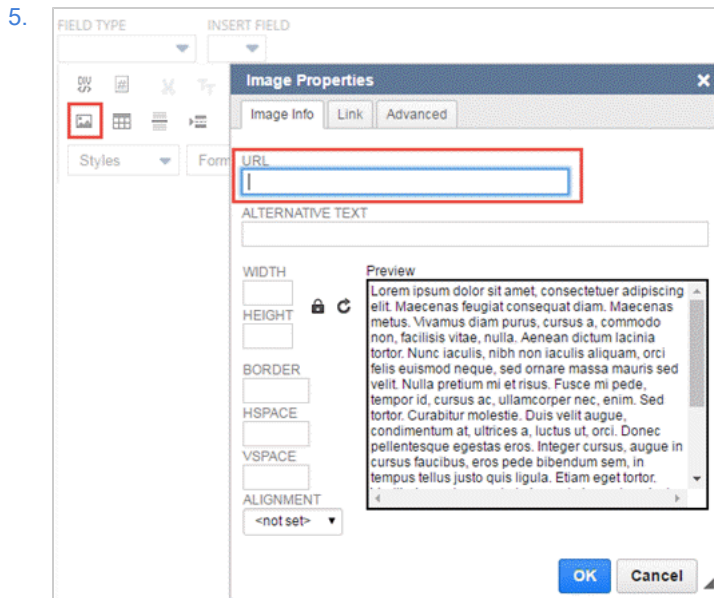 5.
FIELD TYPE
INSERT FIELD
DIV
</>
#
TT
Styles
Form
Image Properties
Image Info
Link
Advanced
URL
ALTERNATIVE TEXT
WIDTH
HEIGHT
BORDER
HSPACE
VSPACE
ALIGNMENT
<not set>
Preview
Lorem ipsum dolor sit amet, consectetuer adipiscing
elit. Maecenas feugiat consequat diam. Maecenas
metus. Vivamus diam purus, cursus a, commodo
non, facilisis vitae, nulla. Aenean dictum lacinia
tortor. Nunc iaculis, nibh non iaculis aliquam, orci
felis euismod neque, sed ornare massa mauris sed
velit. Nulla pretium mi et risus. Fusce mi pede,
tempor id, cursus ac, ullamcorper nec, enim. Sed
tortor. Curabitur molestie. Duis velit augue,
condimentum at, ultrices a, luctus ut, orci. Donec
pellentesque egestas eros. Integer cursus, augue in
cursus faucibus, eros pede bibendum sem, in
tempus tellus justo quis ligula. Etiam eget tortor.
OK
Cancel